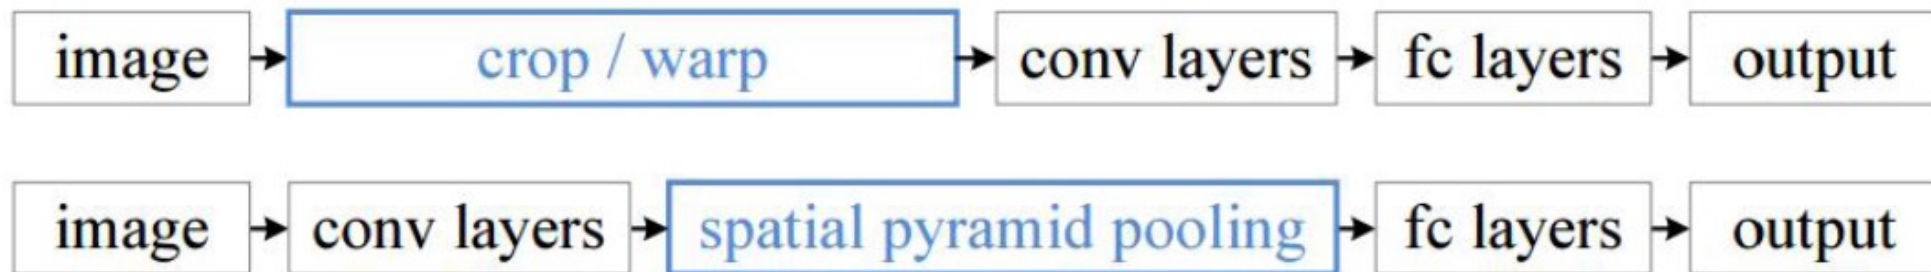 image crop / warp conv layers fc layers output
image conv layers spatial pyramid pooling fc layers output